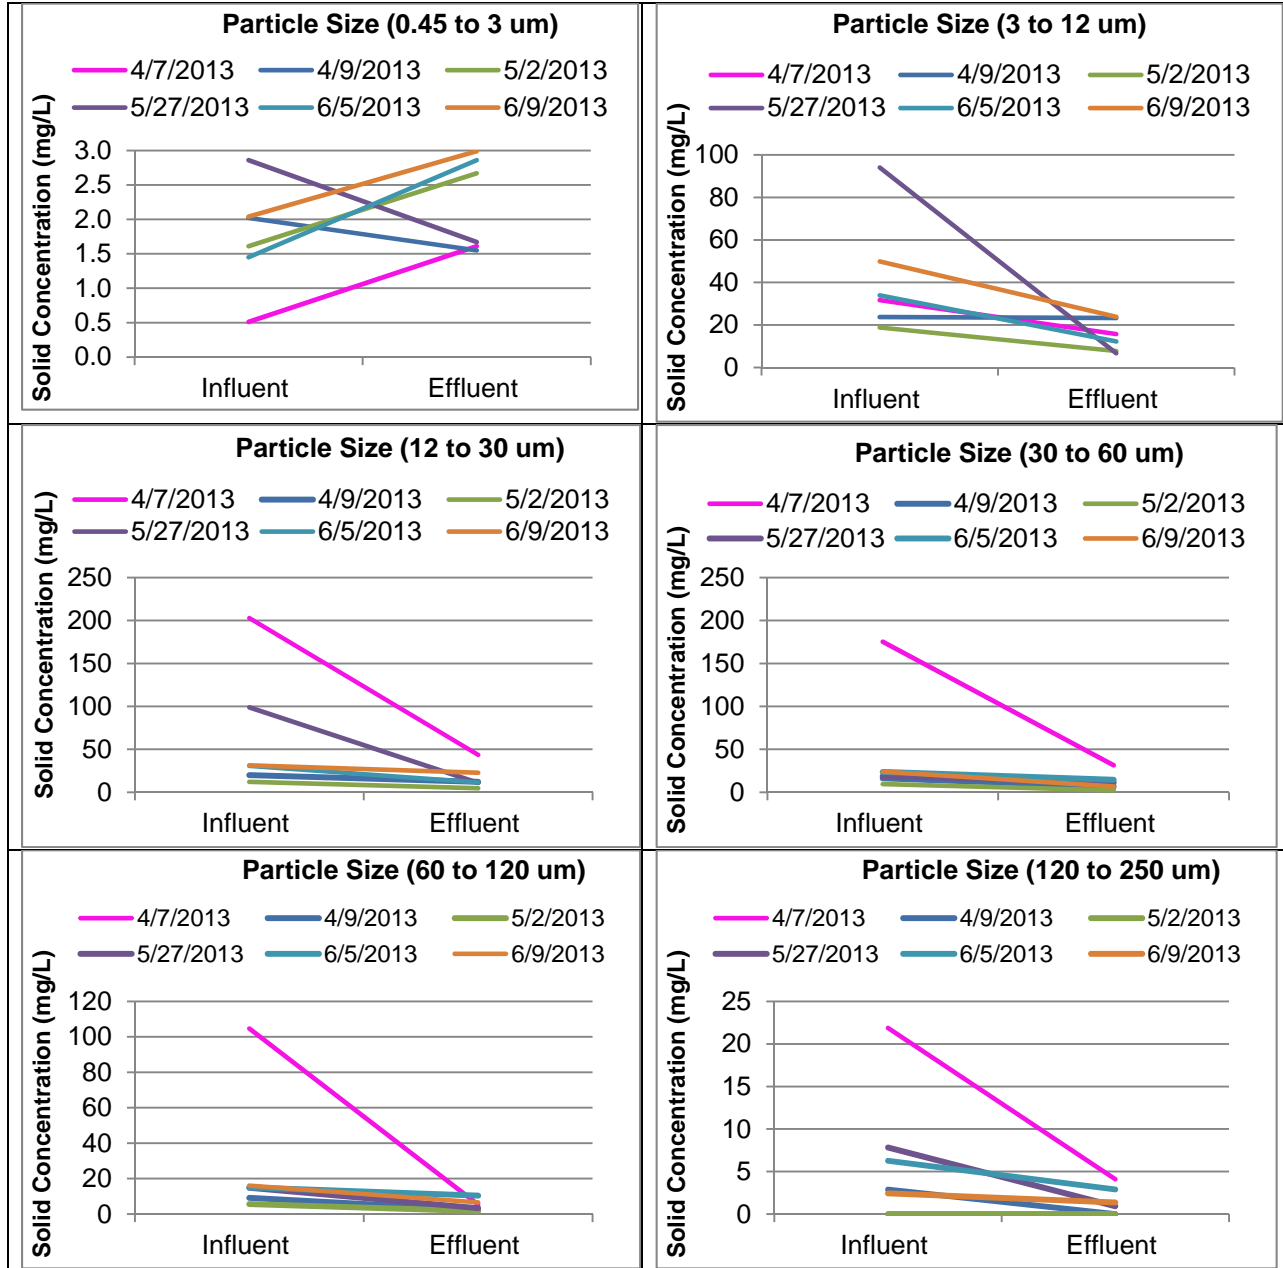 Particle Size (0.45 to 3 um)
4/7/2013 4/9/2013 5/2/2013
5/27/2013 6/5/2013 6/9/2013
Solid Concentration (mg/L)
3.0
2.5
2.0
1.5
1.0
0.5
0.0
Influent Effluent
Particle Size (3 to 12 um)
4/7/2013 4/9/2013 5/2/2013
5/27/2013 6/5/2013 6/9/2013
Solid Concentration (mg/L)
100
80
60
40
20
0
Influent Effluent
Particle Size (12 to 30 um)
4/7/2013 4/9/2013 5/2/2013
5/27/2013 6/5/2013 6/9/2013
Solid Concentration (mg/L)
250
200
150
100
50
0
Influent Effluent
Particle Size (30 to 60 um)
4/7/2013 4/9/2013 5/2/2013
5/27/2013 6/5/2013 6/9/2013
Solid Concentration (mg/L)
250
200
150
100
50
0
Influent Effluent
Particle Size (60 to 120 um)
4/7/2013 4/9/2013 5/2/2013
5/27/2013 6/5/2013 6/9/2013
Solid Concentration (mg/L)
120
100
80
60
40
20
0
Influent Effluent
Particle Size (120 to 250 um)
4/7/2013 4/9/2013 5/2/2013
5/27/2013 6/5/2013 6/9/2013
Solid Concentration (mg/L)
25
20
15
10
5
0
Influent Effluent